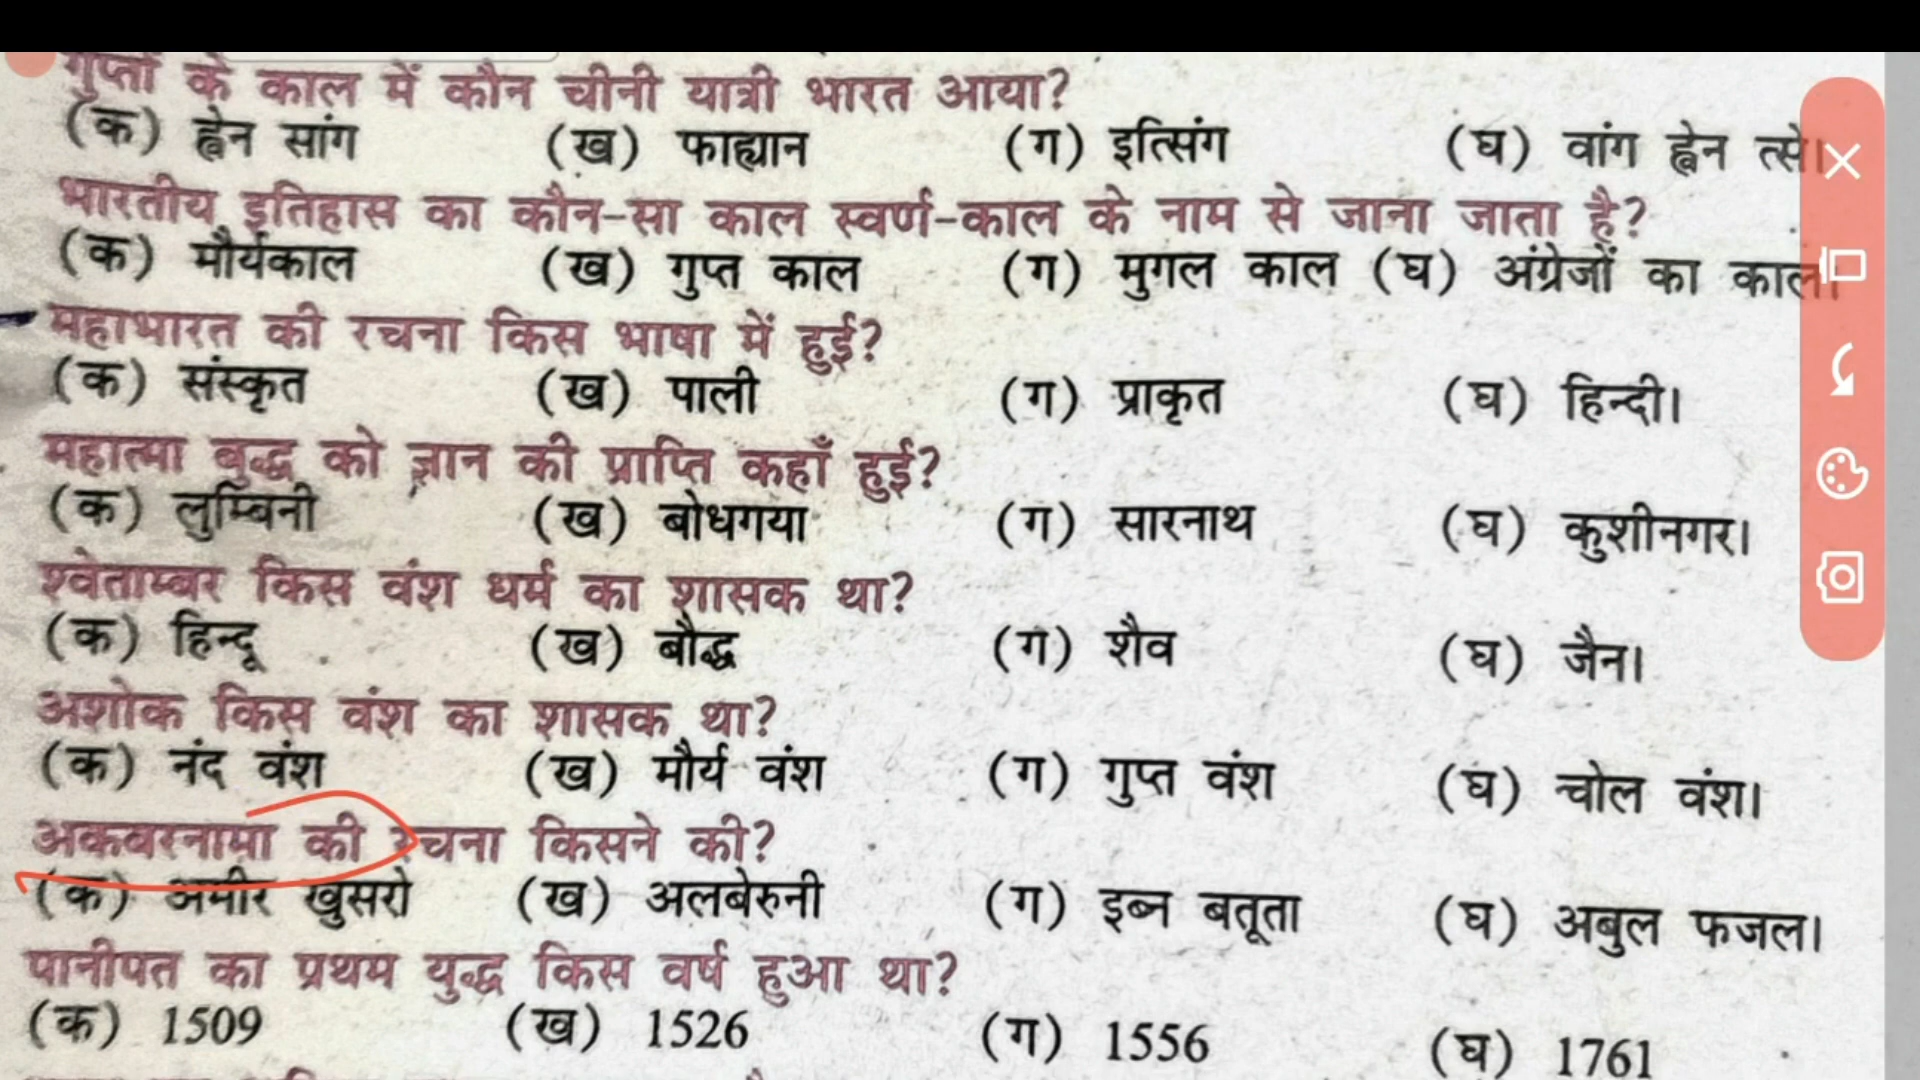 गुप्तों के काल में कौन चीनी यात्री भारत आया?
(क) ह्वेन सांग (ख) फाह्यान (ग) इत्सिंग (घ) वांग ह्वेन त्से।
भारतीय इतिहास का कौन-सा काल स्वर्ण-काल के नाम से जाना जाता है?
(क) मौर्यकाल (ख) गुप्त काल (ग) मुगल काल (घ) अंग्रेजों का काल।
महाभारत की रचना किस भाषा में हुई?
(क) संस्कृत (ख) पाली (ग) प्राकृत (घ) हिन्दी।
महात्मा बुद्ध को ज्ञान की प्राप्ति कहाँ हुई?
(क) लुम्बिनी (ख) बोधगया (ग) सारनाथ (घ) कुशीनगर।
श्वेताम्बर किस वंश धर्म का शासक था?
(क) हिन्दू (ख) बौद्ध (ग) शैव (घ) जैन।
अशोक किस वंश का शासक था?
(क) नंद वंश (ख) मौर्य वंश (ग) गुप्त वंश (घ) चोल वंश।
अकबरनामा की रचना किसने की?
(क) अमीर खुसरो (ख) अलबेरुनी (ग) इब्न बतूता (घ) अबुल फजल।
पानीपत का प्रथम युद्ध किस वर्ष हुआ था?
(क) 1509 (ख) 1526 (ग) 1556 (घ) 1761